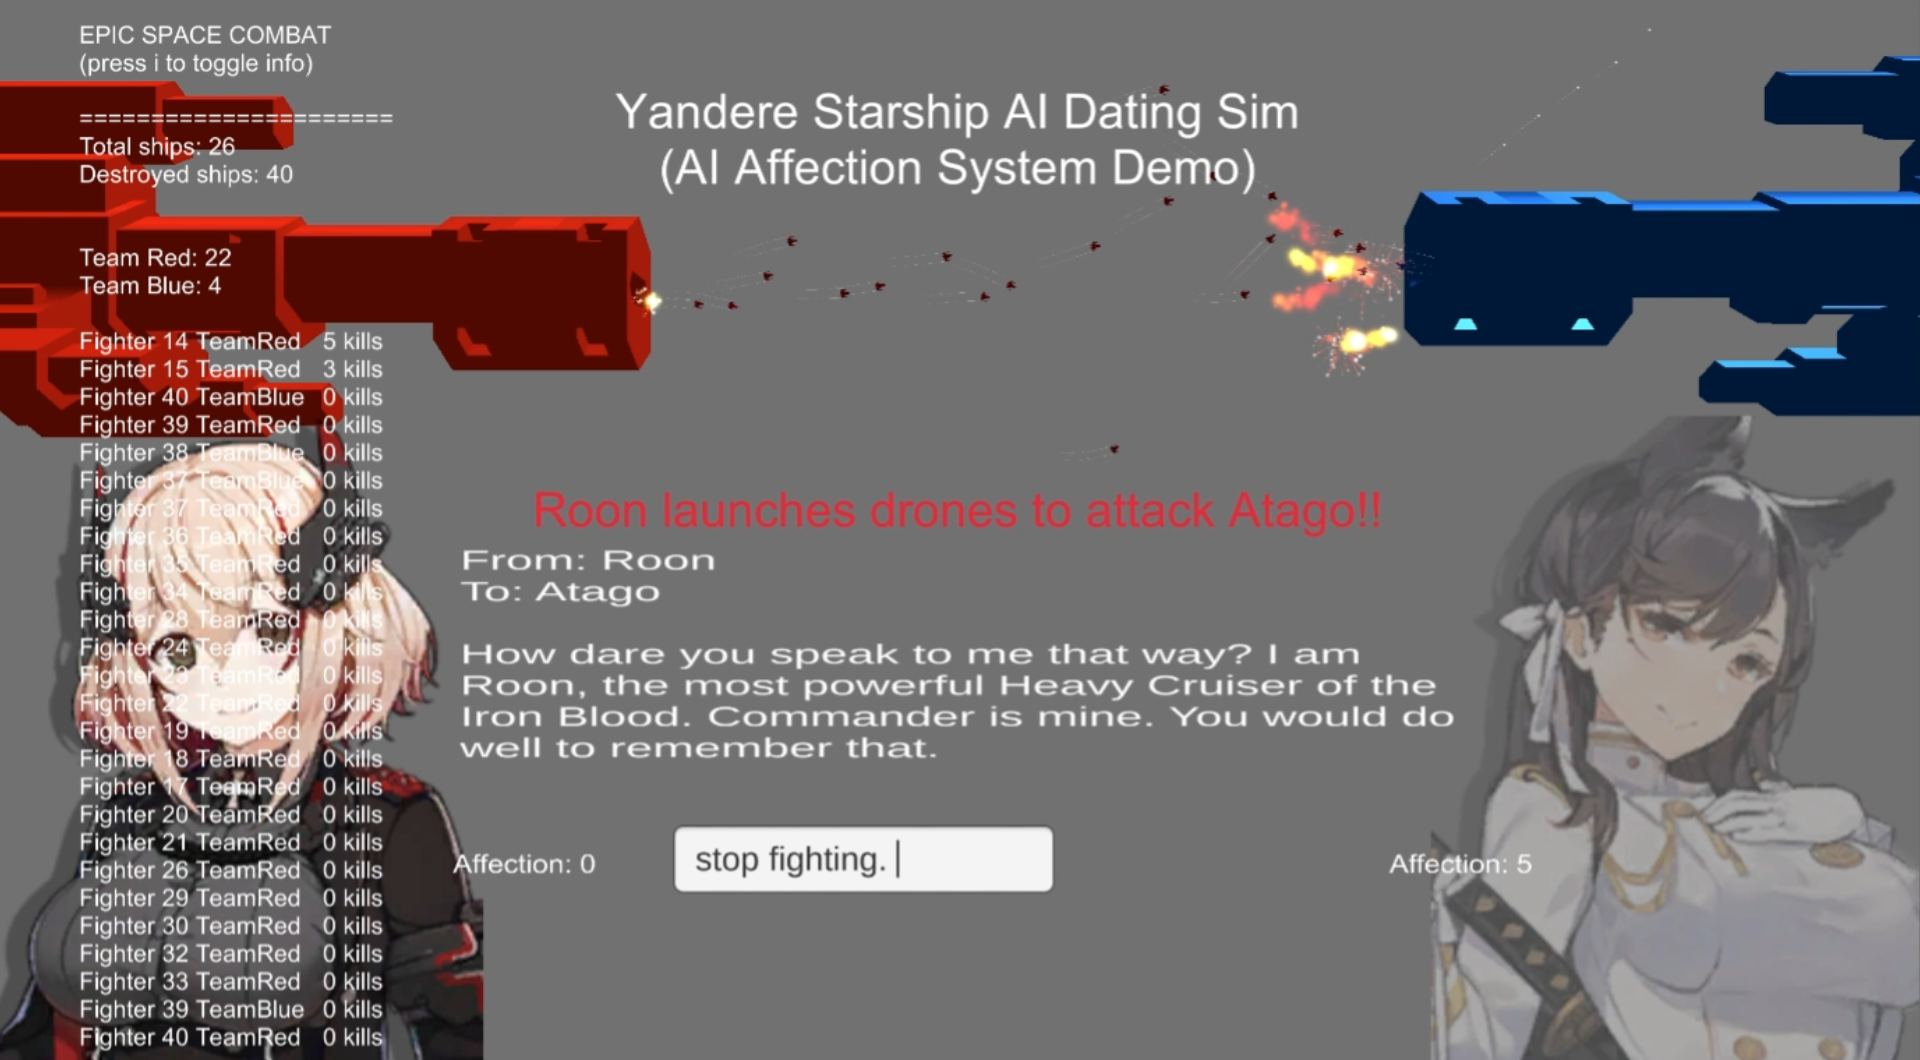 EPIC SPACE COMBAT
(press i to toggle info)
======================
Total ships: 26
Destroyed ships: 40
Team Red: 22
Team Blue: 4
Fighter 14 TeamRed 5 kills
Fighter 15 TeamRed 3 kills
Fighter 40 TeamBlue 0 kills
Fighter 39 TeamRed 0 kills
Fighter 38 TeamBlue 0 kills
Fighter 37 TeamBlue 0 kills
Fighter 37 TeamRed 0 kills
Fighter 36 TeamRed 0 kills
Fighter 35 TeamRed 0 kills
Fighter 34 TeamRed 0 kills
Fighter 28 TeamRed 0 kills
Fighter 24 TeamRed 0 kills
Fighter 23 TeamRed 0 kills
Fighter 22 TeamRed 0 kills
Fighter 19 TeamRed 0 kills
Fighter 18 TeamRed 0 kills
Fighter 17 TeamRed 0 kills
Fighter 20 TeamRed 0 kills
Fighter 21 TeamRed 0 kills
Fighter 26 TeamRed 0 kills
Fighter 29 TeamRed 0 kills
Fighter 30 TeamRed 0 kills
Fighter 32 TeamRed 0 kills
Fighter 33 TeamRed 0 kills
Fighter 39 TeamBlue 0 kills
Fighter 40 TeamRed 0 kills
Yandere Starship AI Dating Sim
(AI Affection System Demo)
Roon launches drones to attack Atago!!
From: Roon
To: Atago
How dare you speak to me that way? I am
Roon, the most powerful Heavy Cruiser of the
Iron Blood. Commander is mine. You would do
well to remember that.
Affection: 0
stop fighting.
Affection: 5